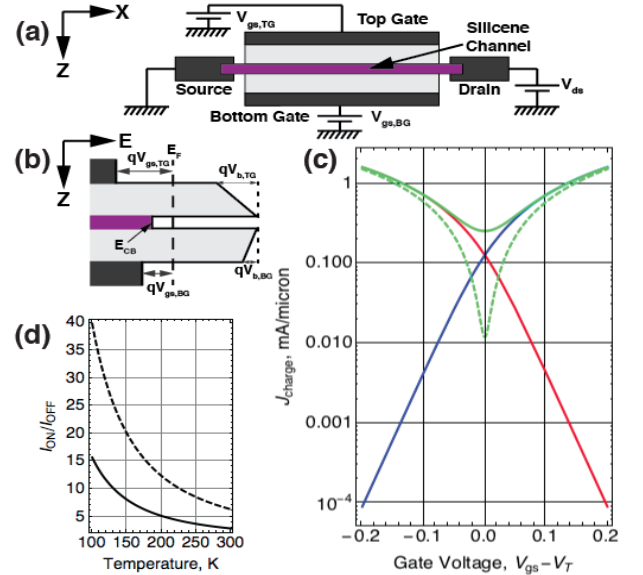 (a)
X
Z
V_gs,TG
Top Gate
Silicene
Channel
Source
Drain
V_ds
Bottom Gate
V_gs,BG
(b)
E
Z
qV_gs,TG
E_F
qV_b,TG
E_CB
qV_gs,BG
qV_b,BG
(c)
J_charge, mA/micron
1
0.100
0.010
0.001
10^-4
-0.2 -0.1 0.0 0.1 0.2
Gate Voltage, V_gs-V_T
(d)
I_ON/I_OFF
40
35
30
25
20
15
10
5
100 150 200 250 300
Temperature, K